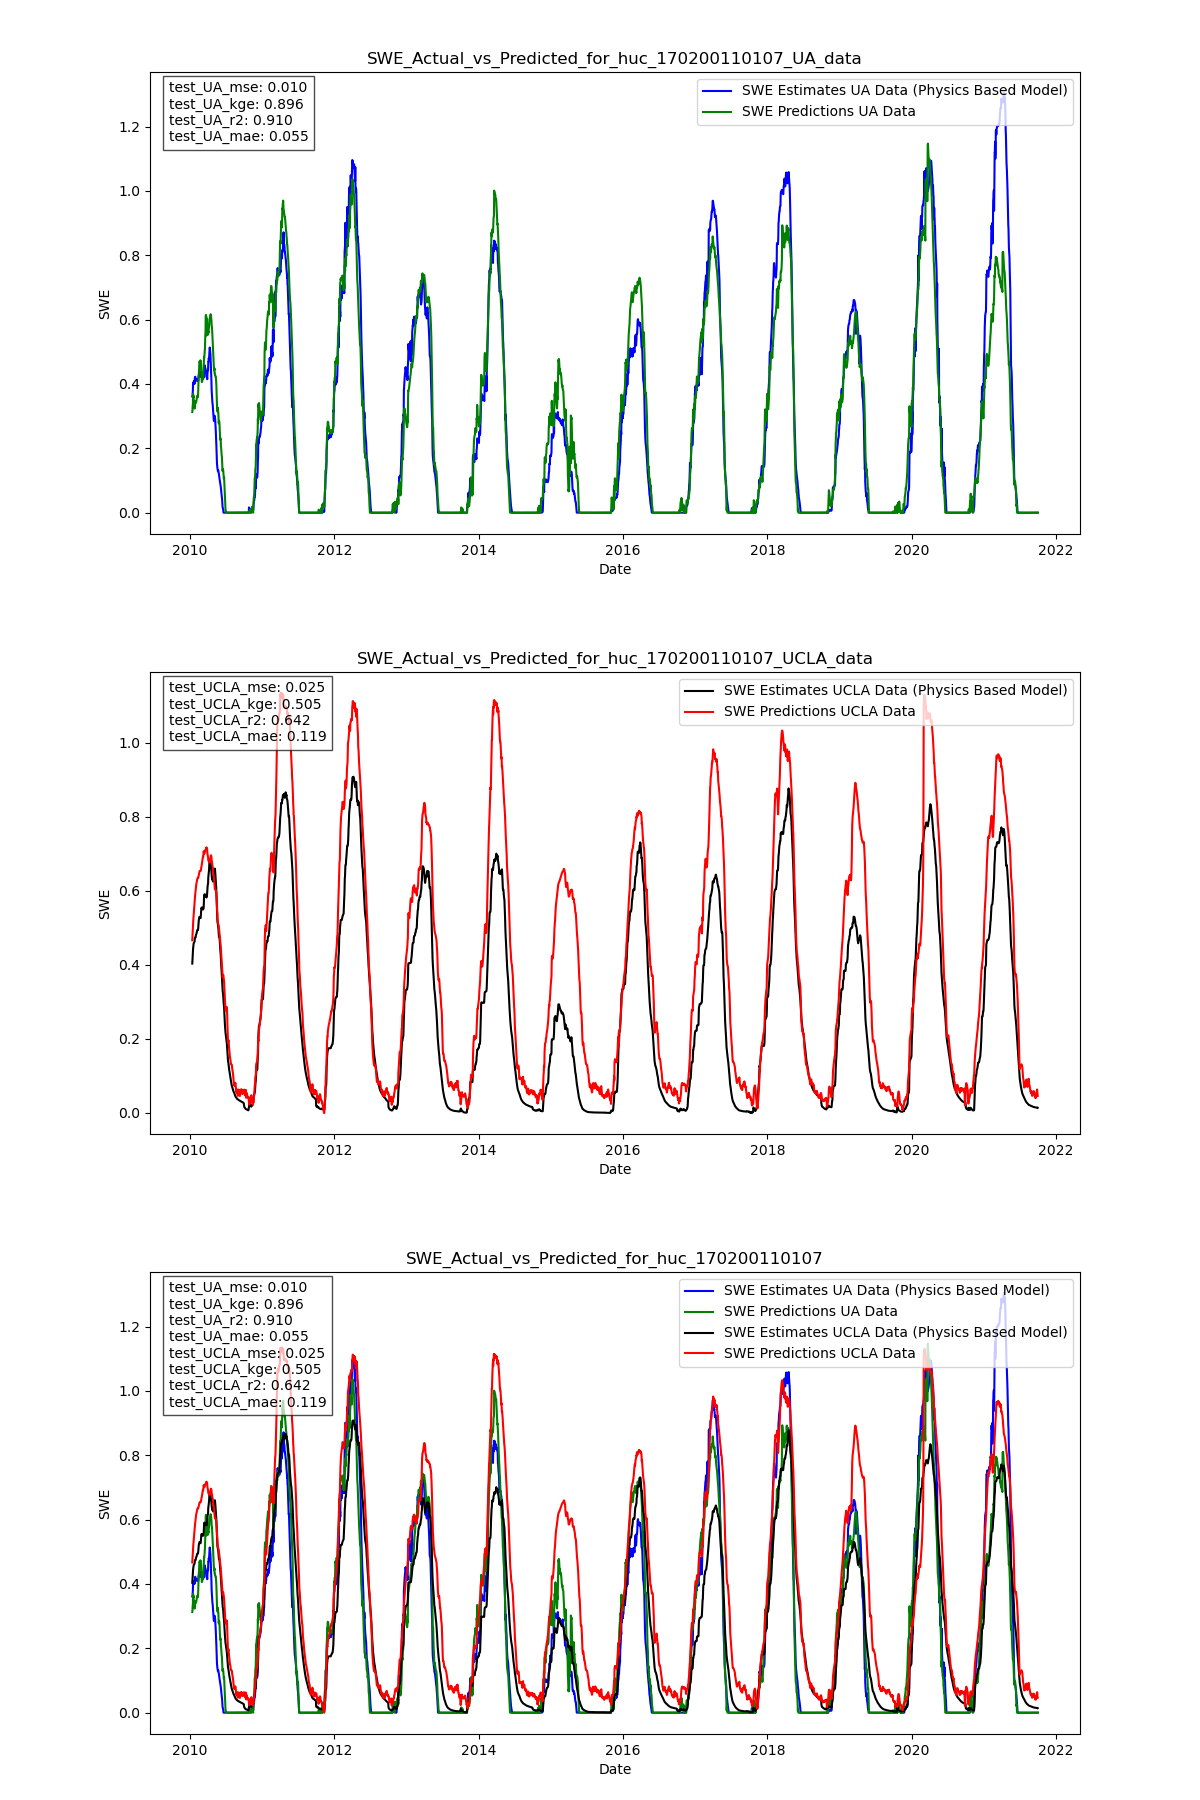 SWE_Actual_vs_Predicted_for_huc_170200110107_UA_data
test_UA_mse: 0.010
test_UA_kge: 0.896
test_UA_r2: 0.910
test_UA_mae: 0.055
SWE Estimates UA Data (Physics Based Model)
SWE Predictions UA Data
1.2
1.0
0.8
0.6
0.4
0.2
0.0
SWE
2010 2012 2014 2016 2018 2020 2022
Date
SWE_Actual_vs_Predicted_for_huc_170200110107_UCLA_data
test_UCLA_mse: 0.025
test_UCLA_kge: 0.505
test_UCLA_r2: 0.642
test_UCLA_mae: 0.119
SWE Estimates UCLA Data (Physics Based Model)
SWE Predictions UCLA Data
1.0
0.8
0.6
0.4
0.2
0.0
SWE
2010 2012 2014 2016 2018 2020 2022
Date
SWE_Actual_vs_Predicted_for_huc_170200110107
test_UA_mse: 0.010
test_UA_kge: 0.896
test_UA_r2: 0.910
test_UA_mae: 0.055
test_UCLA_mse: 0.025
test_UCLA_kge: 0.505
test_UCLA_r2: 0.642
test_UCLA_mae: 0.119
SWE Estimates UA Data (Physics Based Model)
SWE Predictions UA Data
SWE Estimates UCLA Data (Physics Based Model)
SWE Predictions UCLA Data
1.2
1.0
0.8
0.6
0.4
0.2
0.0
SWE
2010 2012 2014 2016 2018 2020 2022
Date